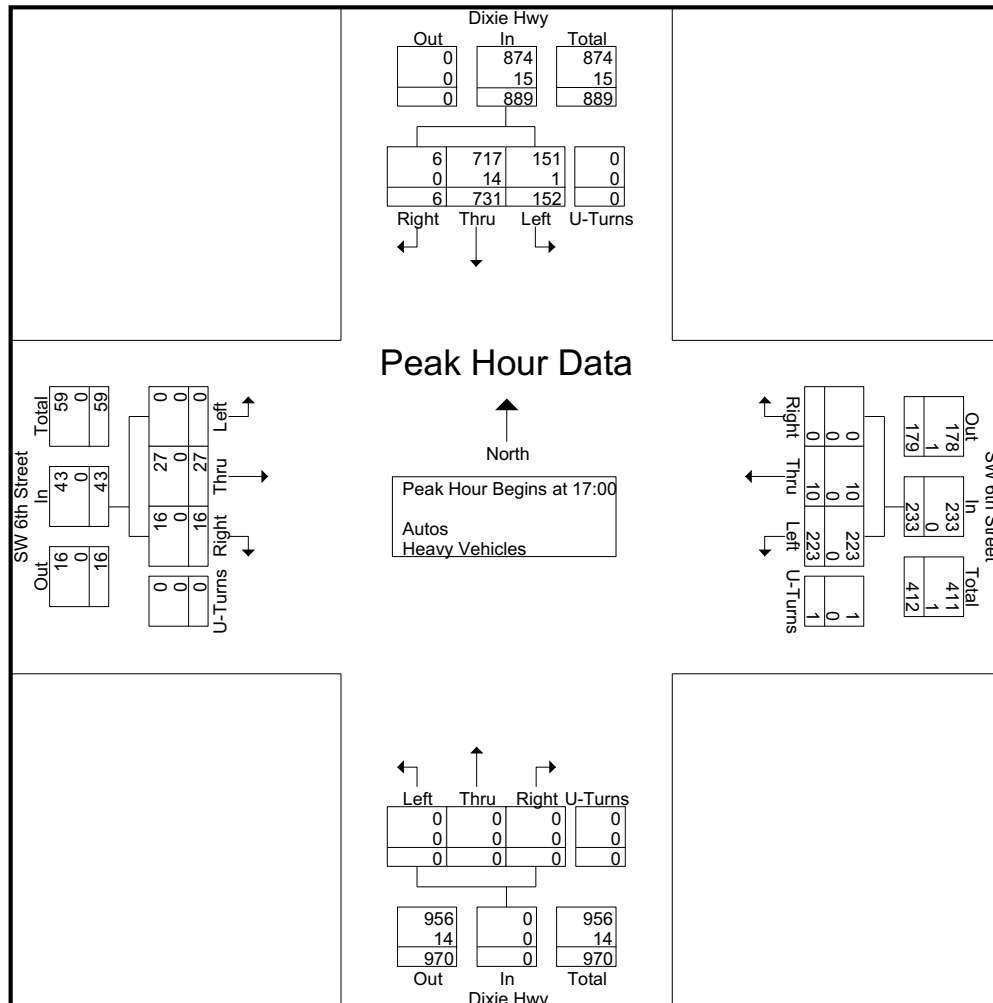 Dixie Hwy
Out In Total
0 874 874
0 15 15
0 889 889
6 717 151 0
0 14 1 0
6 731 152 0
Right Thru Left U-Turns
Peak Hour Data
North
Peak Hour Begins at 17:00
Autos
Heavy Vehicles
SW 6th Street
Out In Total
16 43 59
0 0 0
16 43 59
0 16 27 0
0 0 0 0
0 16 27 0
U-Turns Right Thru Left
SW 6th Street
Out In Total
178 233 411
1 0 1
179 233 412
0 10 223 1
0 0 0 0
0 10 223 1
Right Thru Left U-Turns
Left Thru Right U-Turns
0 0 0 0
0 0 0 0
0 0 0 0
956 0 956
14 0 14
970 0 970
Out In Total
Dixie Hwy